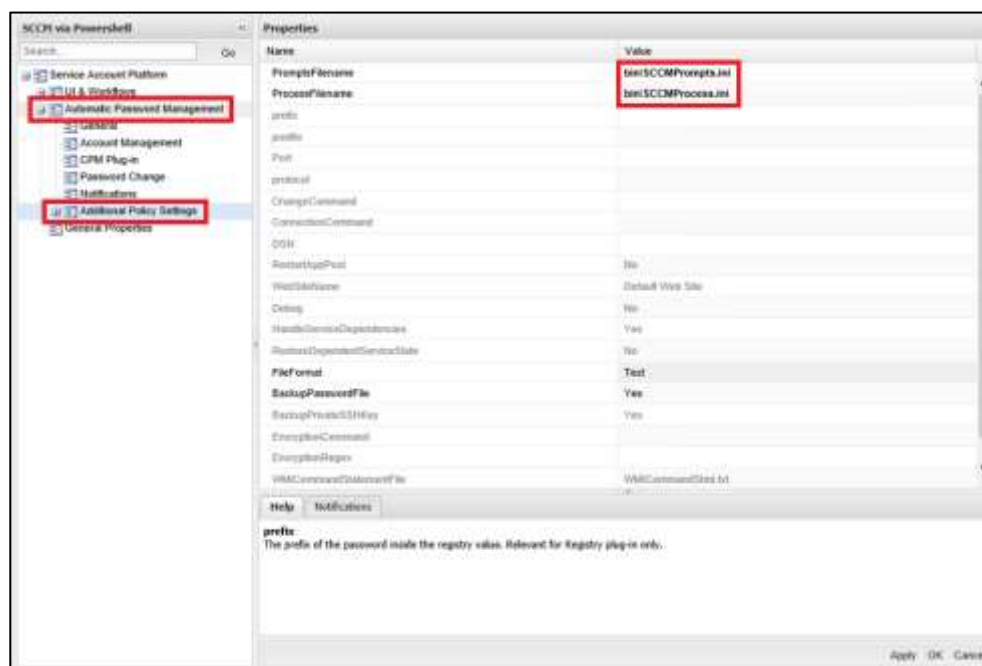 SCCM via Powershell
Search
Go
Service Account Platform
UI & Workflows
Automatic Password Management
General
Account Management
CPM Plug-in
Password Change
Notifications
Additional Policy Settings
General Properties
Properties
Name Value
PromptsFilename bin\SCCMPrompts.ini
ProcessFilename bin\SCCMProcess.ini
prefix
postfix
Port
protocol
ChangeCommand
ConnectionCommand
DSN
RestartAppPool No
WebSiteName Default Web Site
Debug No
HandleServiceDependencies Yes
RestoreDependentServiceState No
FileFormat Text
BackupPasswordFile Yes
BackupPrivateSSHKey Yes
EncryptionCommand
EncryptionRegex
WMICommandStatementFile WMICommandStmt.txt
Help Notifications
prefix
The prefix of the password inside the registry value. Relevant for Registry plug-in only.
Apply OK Cancel